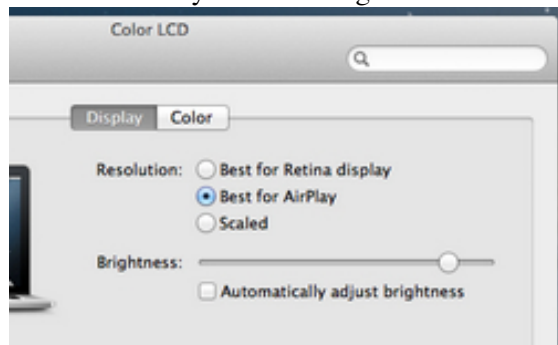 Color LCD
Display Color
Resolution: Best for Retina display
Best for AirPlay
Scaled
Brightness:
Automatically adjust brightness